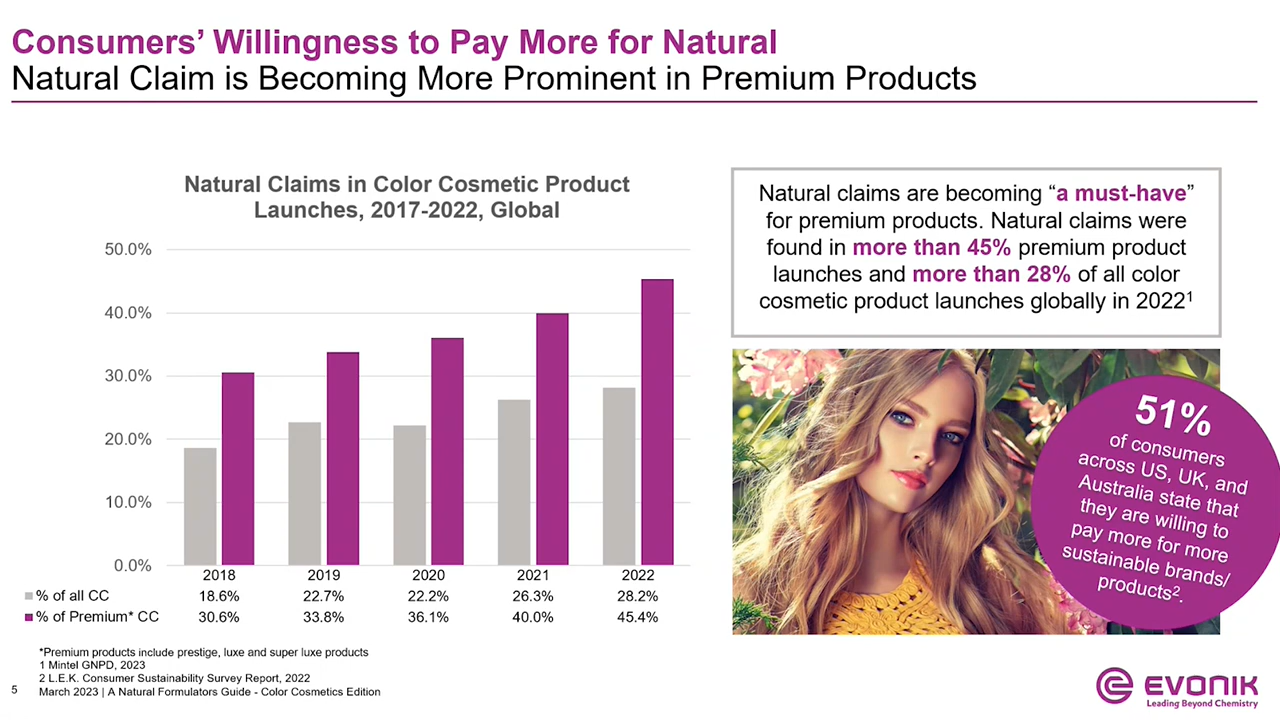 Consumers’ Willingness to Pay More for Natural
Natural Claim is Becoming More Prominent in Premium Products
Natural Claims in Color Cosmetic Product
Launches, 2017-2022, Global
50.0%
40.0%
30.0%
20.0%
10.0%
0.0%
2018 2019 2020 2021 2022
% of all CC 18.6% 22.7% 22.2% 26.3% 28.2%
% of Premium* CC 30.6% 33.8% 36.1% 40.0% 45.4%
Natural claims are becoming “a must-have”
for premium products. Natural claims were
found in more than 45% premium product
launches and more than 28% of all color
cosmetic product launches globally in 2022¹
51%
of consumers
across US, UK, and
Australia state that
they are willing to
pay more for more
sustainable brands/
products².
*Premium products include prestige, luxe and super luxe products
1 Mintel GNPD, 2023
2 L.E.K. Consumer Sustainability Survey Report, 2022
5 March 2023 | A Natural Formulators Guide - Color Cosmetics Edition
EVONIK
Leading Beyond Chemistry